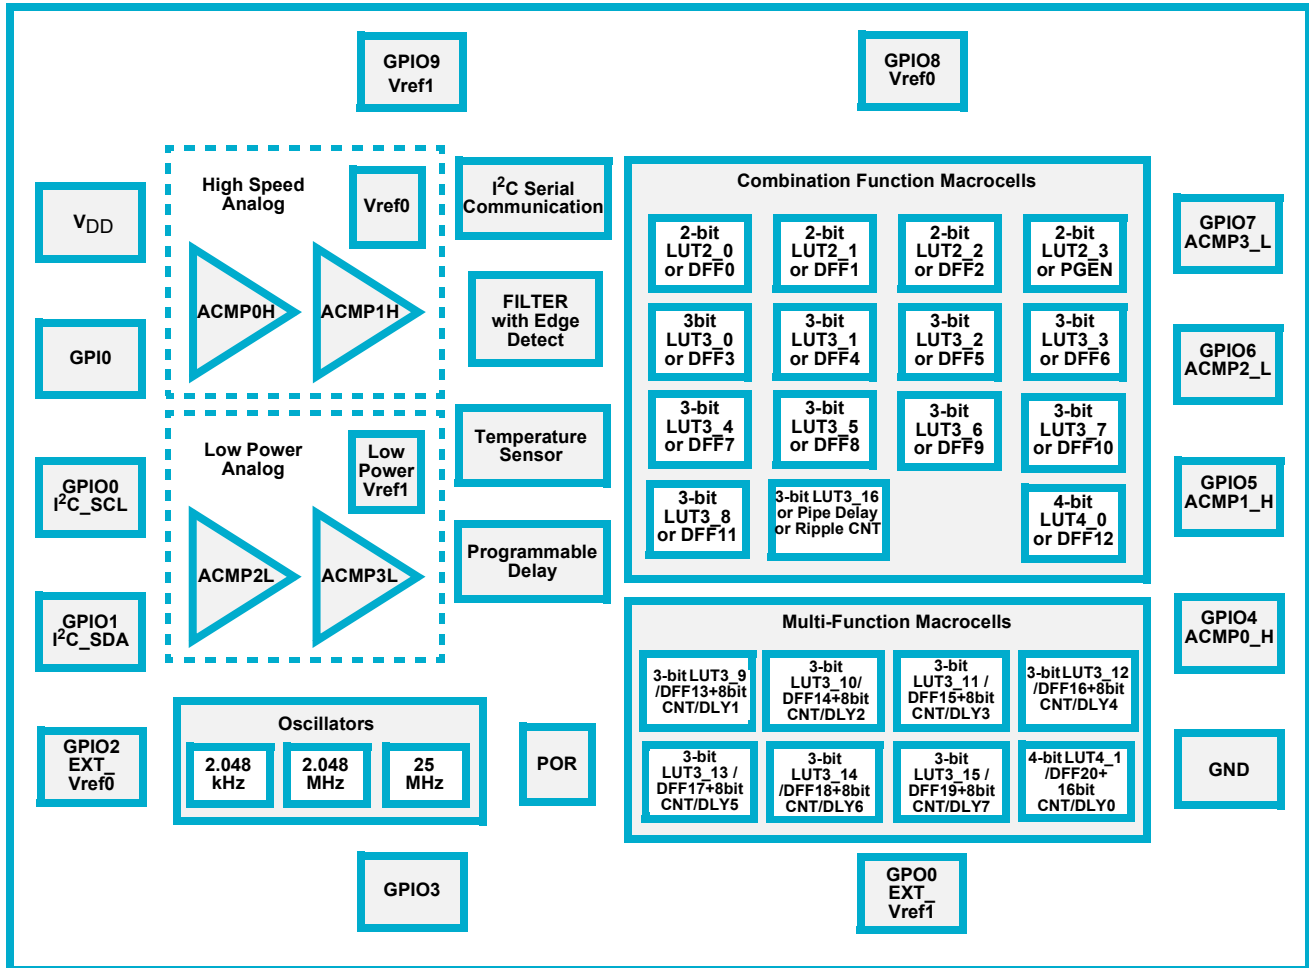 GPIO9
Vref1
GPIO8
Vref0
VDD
GPI0
GPIO0
I²C_SCL
GPIO1
I²C_SDA
GPIO2
EXT_
Vref0
High Speed
Analog
Vref0
ACMP0H
ACMP1H
Low Power
Analog
Low
Power
Vref1
ACMP2L
ACMP3L
I²C Serial
Communication
FILTER
with Edge
Detect
Temperature
Sensor
Programmable
Delay
Oscillators
2.048
kHz
2.048
MHz
25
MHz
POR
Combination Function Macrocells
2-bit
LUT2_0
or DFF0
2-bit
LUT2_1
or DFF1
2-bit
LUT2_2
or DFF2
2-bit
LUT2_3
or PGEN
3bit
LUT3_0
or DFF3
3-bit
LUT3_1
or DFF4
3-bit
LUT3_2
or DFF5
3-bit
LUT3_3
or DFF6
3-bit
LUT3_4
or DFF7
3-bit
LUT3_5
or DFF8
3-bit
LUT3_6
or DFF9
3-bit
LUT3_7
or DFF10
3-bit
LUT3_8
or DFF11
3-bit LUT3_16
or Pipe Delay
or Ripple CNT
4-bit
LUT4_0
or DFF12
Multi-Function Macrocells
3-bit LUT3_9
/DFF13+8bit
CNT/DLY1
3-bit
LUT3_10/
DFF14+8bit
CNT/DLY2
3-bit
LUT3_11 /
DFF15+8bit
CNT/DLY3
3-bit LUT3_12
/DFF16+8bit
CNT/DLY4
3-bit
LUT3_13 /
DFF17+8bit
CNT/DLY5
3-bit
LUT3_14
/DFF18+8bit
CNT/DLY6
3-bit
LUT3_15 /
DFF19+8bit
CNT/DLY7
4-bit LUT4_1
/DFF20+
16bit
CNT/DLY0
GPIO7
ACMP3_L
GPIO6
ACMP2_L
GPIO5
ACMP1_H
GPIO4
ACMP0_H
GND
GPIO3
GPO0
EXT_
Vref1